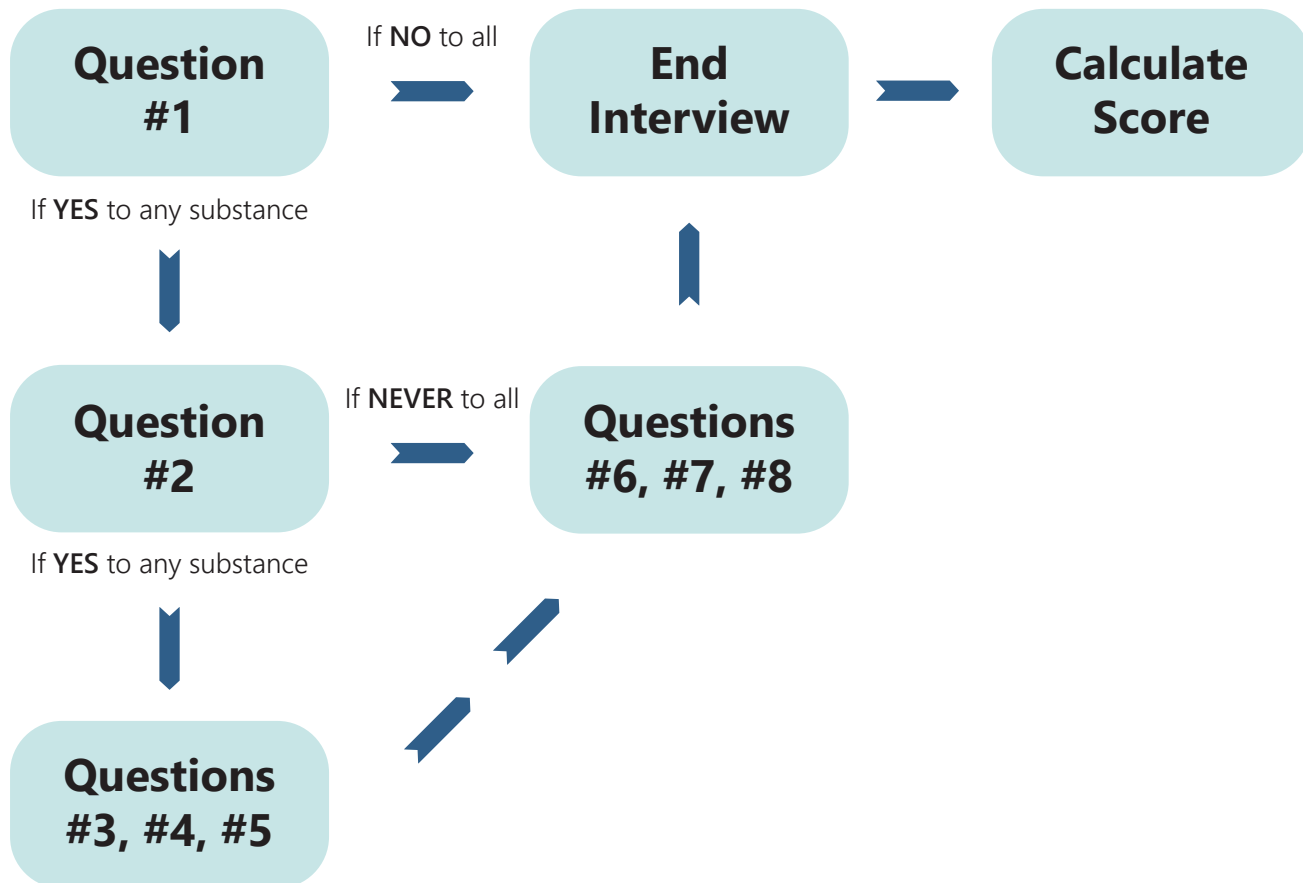 Question
#1
If NO to all
End
Interview
Calculate
Score
If YES to any substance
Question
#2
If NEVER to all
Questions
#6, #7, #8
If YES to any substance
Questions
#3, #4, #5